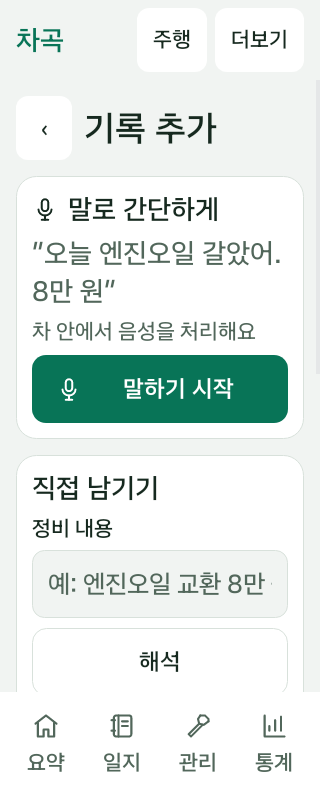 차곡
주행
더보기
‹
기록 추가
말로 간단하게
"오늘 엔진오일 갈았어.
8만 원"
차 안에서 음성을 처리해요
말하기 시작
직접 남기기
정비 내용
예: 엔진오일 교환 8만
해석
요약
일지
관리
통계